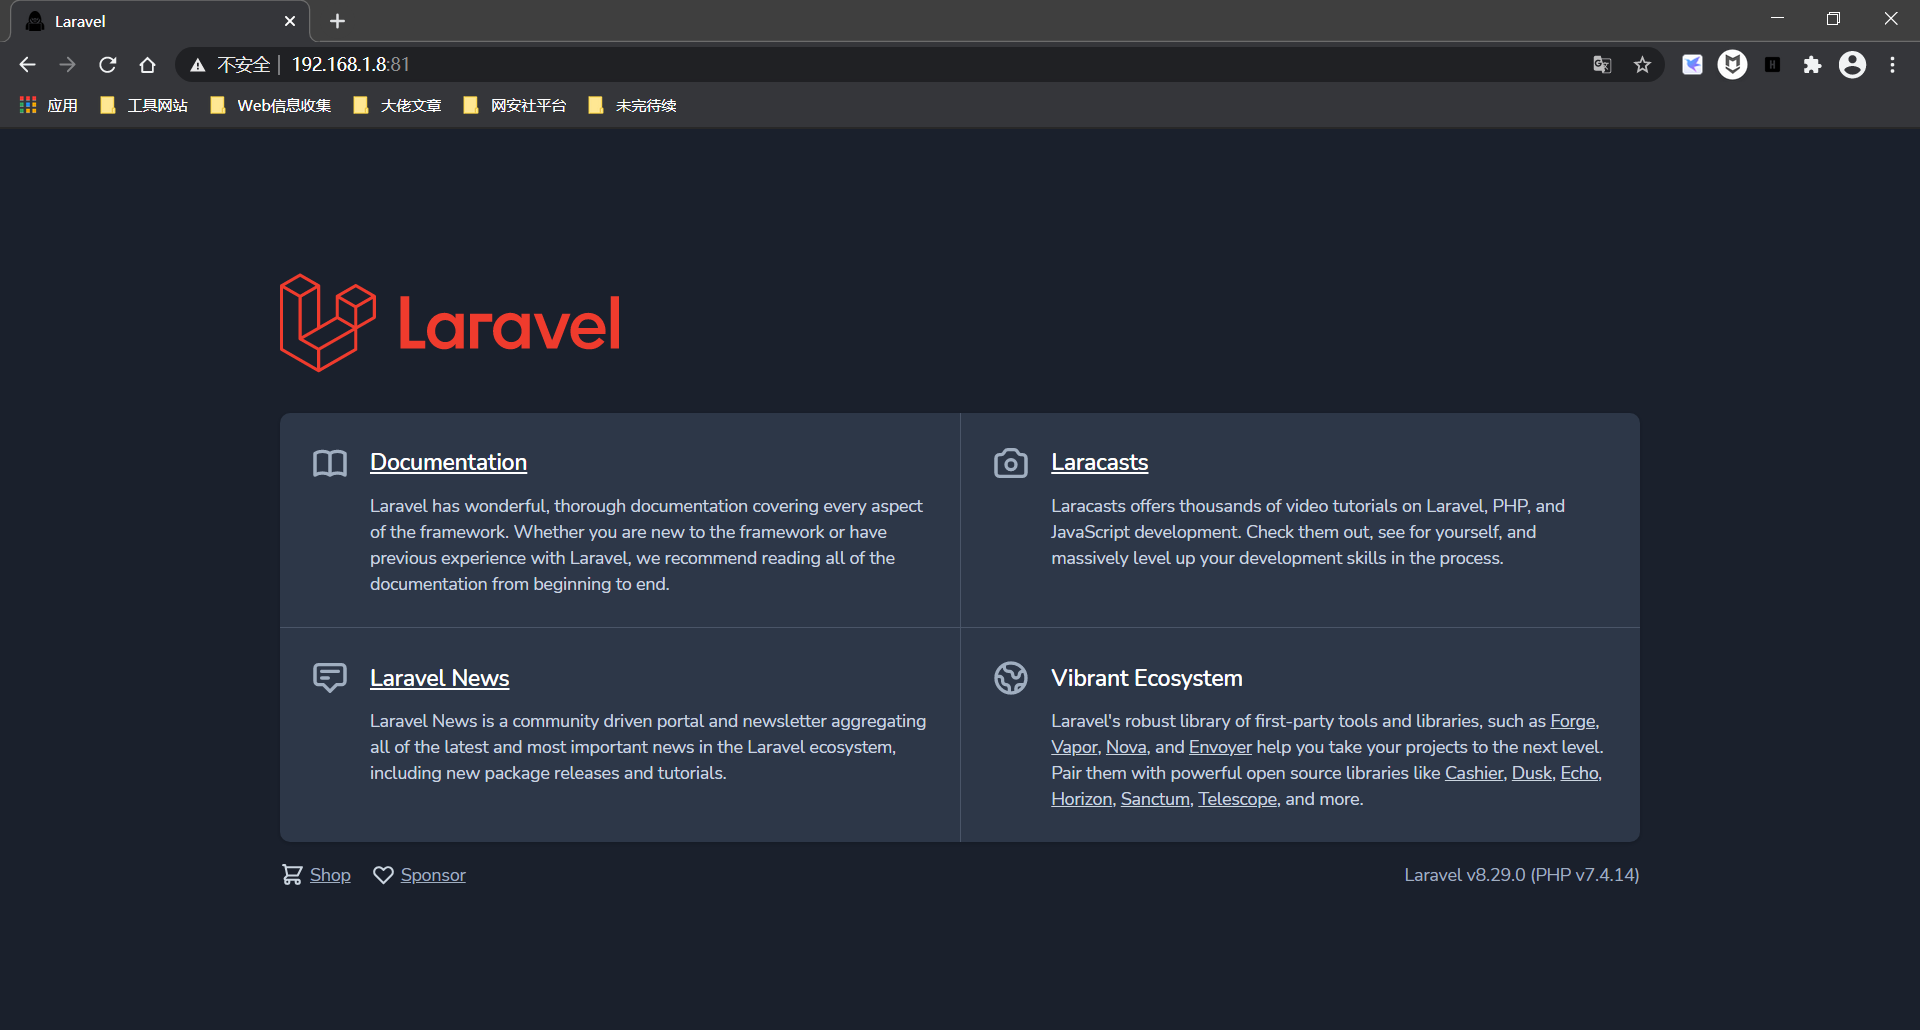 Laravel
不安全 192.168.1.8:81
应用 工具网站 Web信息收集 大佬文章 网安社平台 未完待续
Laravel
Documentation
Laravel has wonderful, thorough documentation covering every aspect
of the framework. Whether you are new to the framework or have
previous experience with Laravel, we recommend reading all of the
documentation from beginning to end.
Laracasts
Laracasts offers thousands of video tutorials on Laravel, PHP, and
JavaScript development. Check them out, see for yourself, and
massively level up your development skills in the process.
Laravel News
Laravel News is a community driven portal and newsletter aggregating
all of the latest and most important news in the Laravel ecosystem,
including new package releases and tutorials.
Vibrant Ecosystem
Laravel's robust library of first-party tools and libraries, such as Forge,
Vapor, Nova, and Envoyer help you take your projects to the next level.
Pair them with powerful open source libraries like Cashier, Dusk, Echo,
Horizon, Sanctum, Telescope, and more.
Shop Sponsor
Laravel v8.29.0 (PHP v7.4.14)